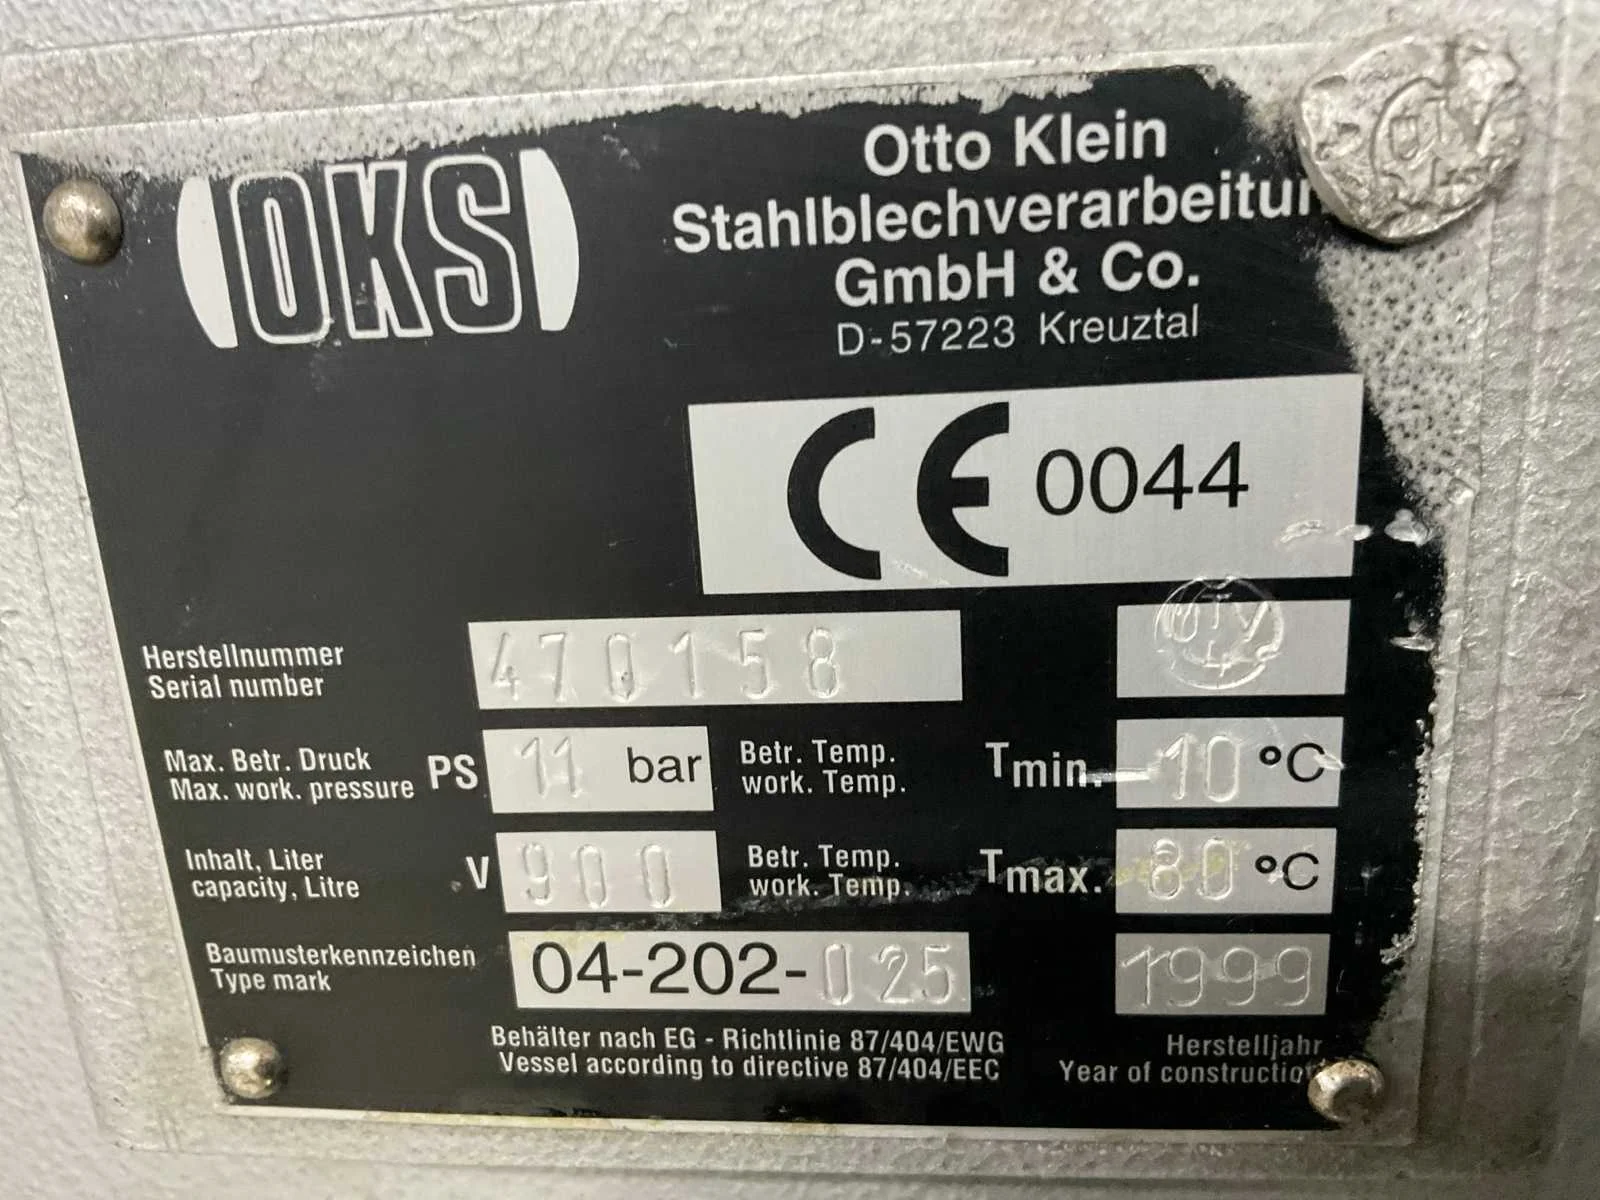 OKS
Otto Klein
Stahlblechverarbeitun
GmbH & Co.
D-57223 Kreuztal
CE 0044
Herstellnummer
Serial number
470158
Max. Betr. Druck
Max. work. pressure
PS 11 bar
Betr. Temp.
work. Temp.
Tmin. -10 °C
Inhalt, Liter
capacity, Litre
V 900
Betr. Temp.
work. Temp.
Tmax. 80 °C
Baumusterkennzeichen
Type mark
04-202-025
1999
Behälter nach EG - Richtlinie 87/404/EWG
Vessel according to directive 87/404/EEC
Herstelljahr
Year of construction